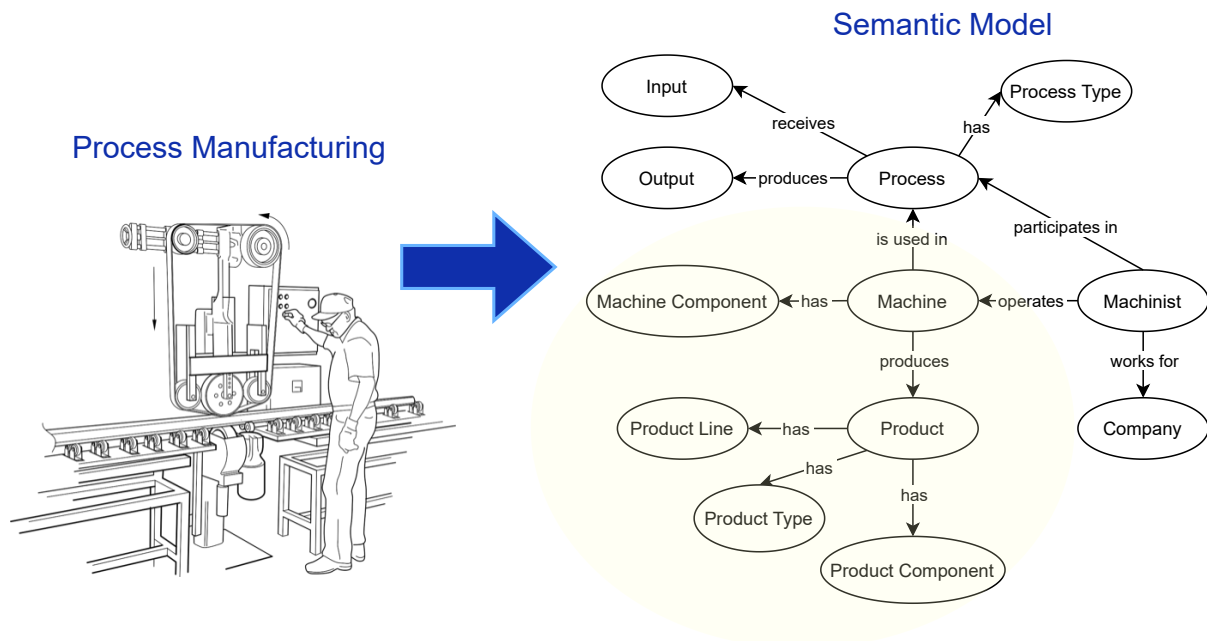 Semantic Model
Process Manufacturing
Input
Process Type
receives
has
Output
produces
Process
participates in
is used in
Machine Component
has
Machine
operates
Machinist
produces
works for
Product Line
has
Product
Company
has
has
Product Type
Product Component